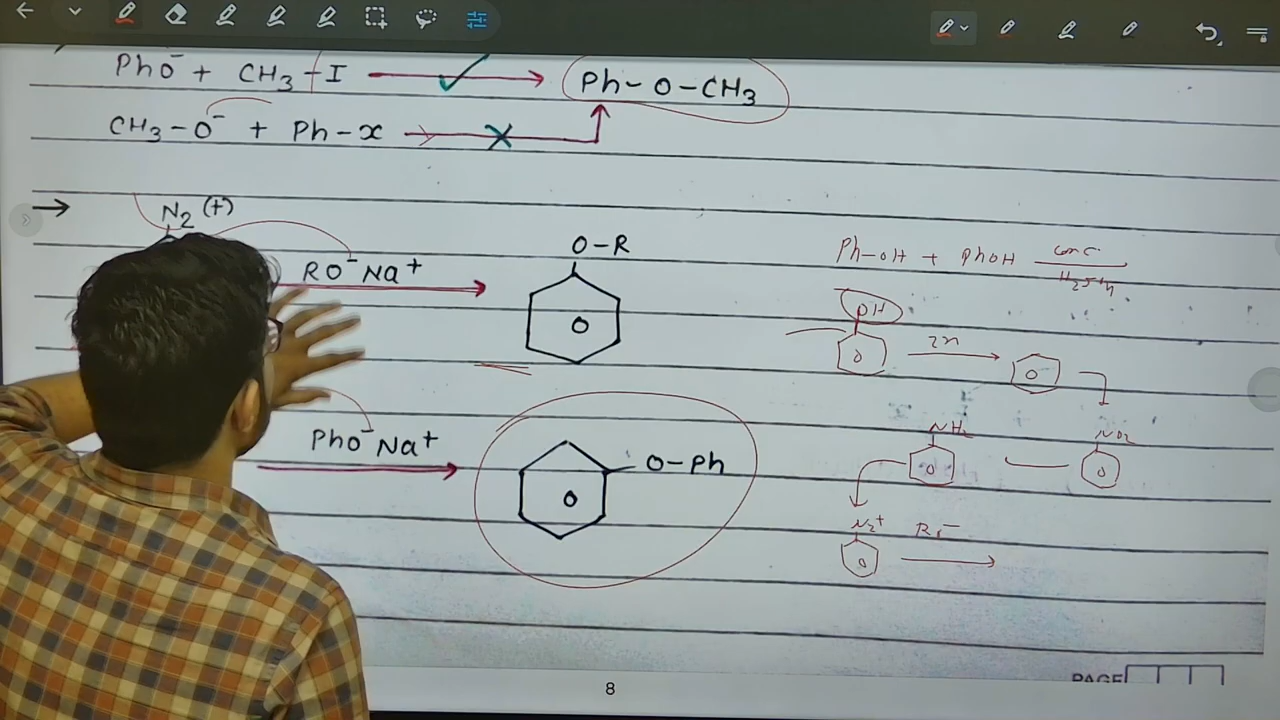 PhO⁻ + CH₃-I → Ph-O-CH₃
CH₃-O⁻ + Ph-x
→ N₂(+)
RO⁻Na⁺
O-R
Ph-OH + PhOH conc
H₂SO₄
OH
Zn
NH₂
NO₂
PhO⁻Na⁺
O-Ph
N₂⁺
8
PAGE